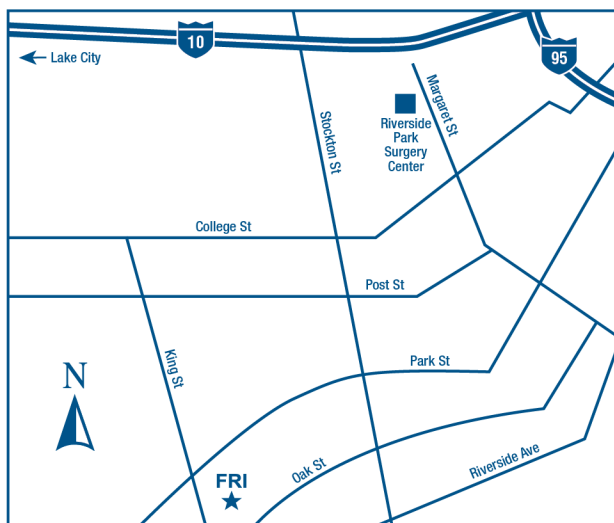 10
95
Lake City
Margaret St
Stockton St
Riverside
Park
Surgery
Center
College St
Post St
King St
Park St
N
Oak St
Riverside Ave
FRI